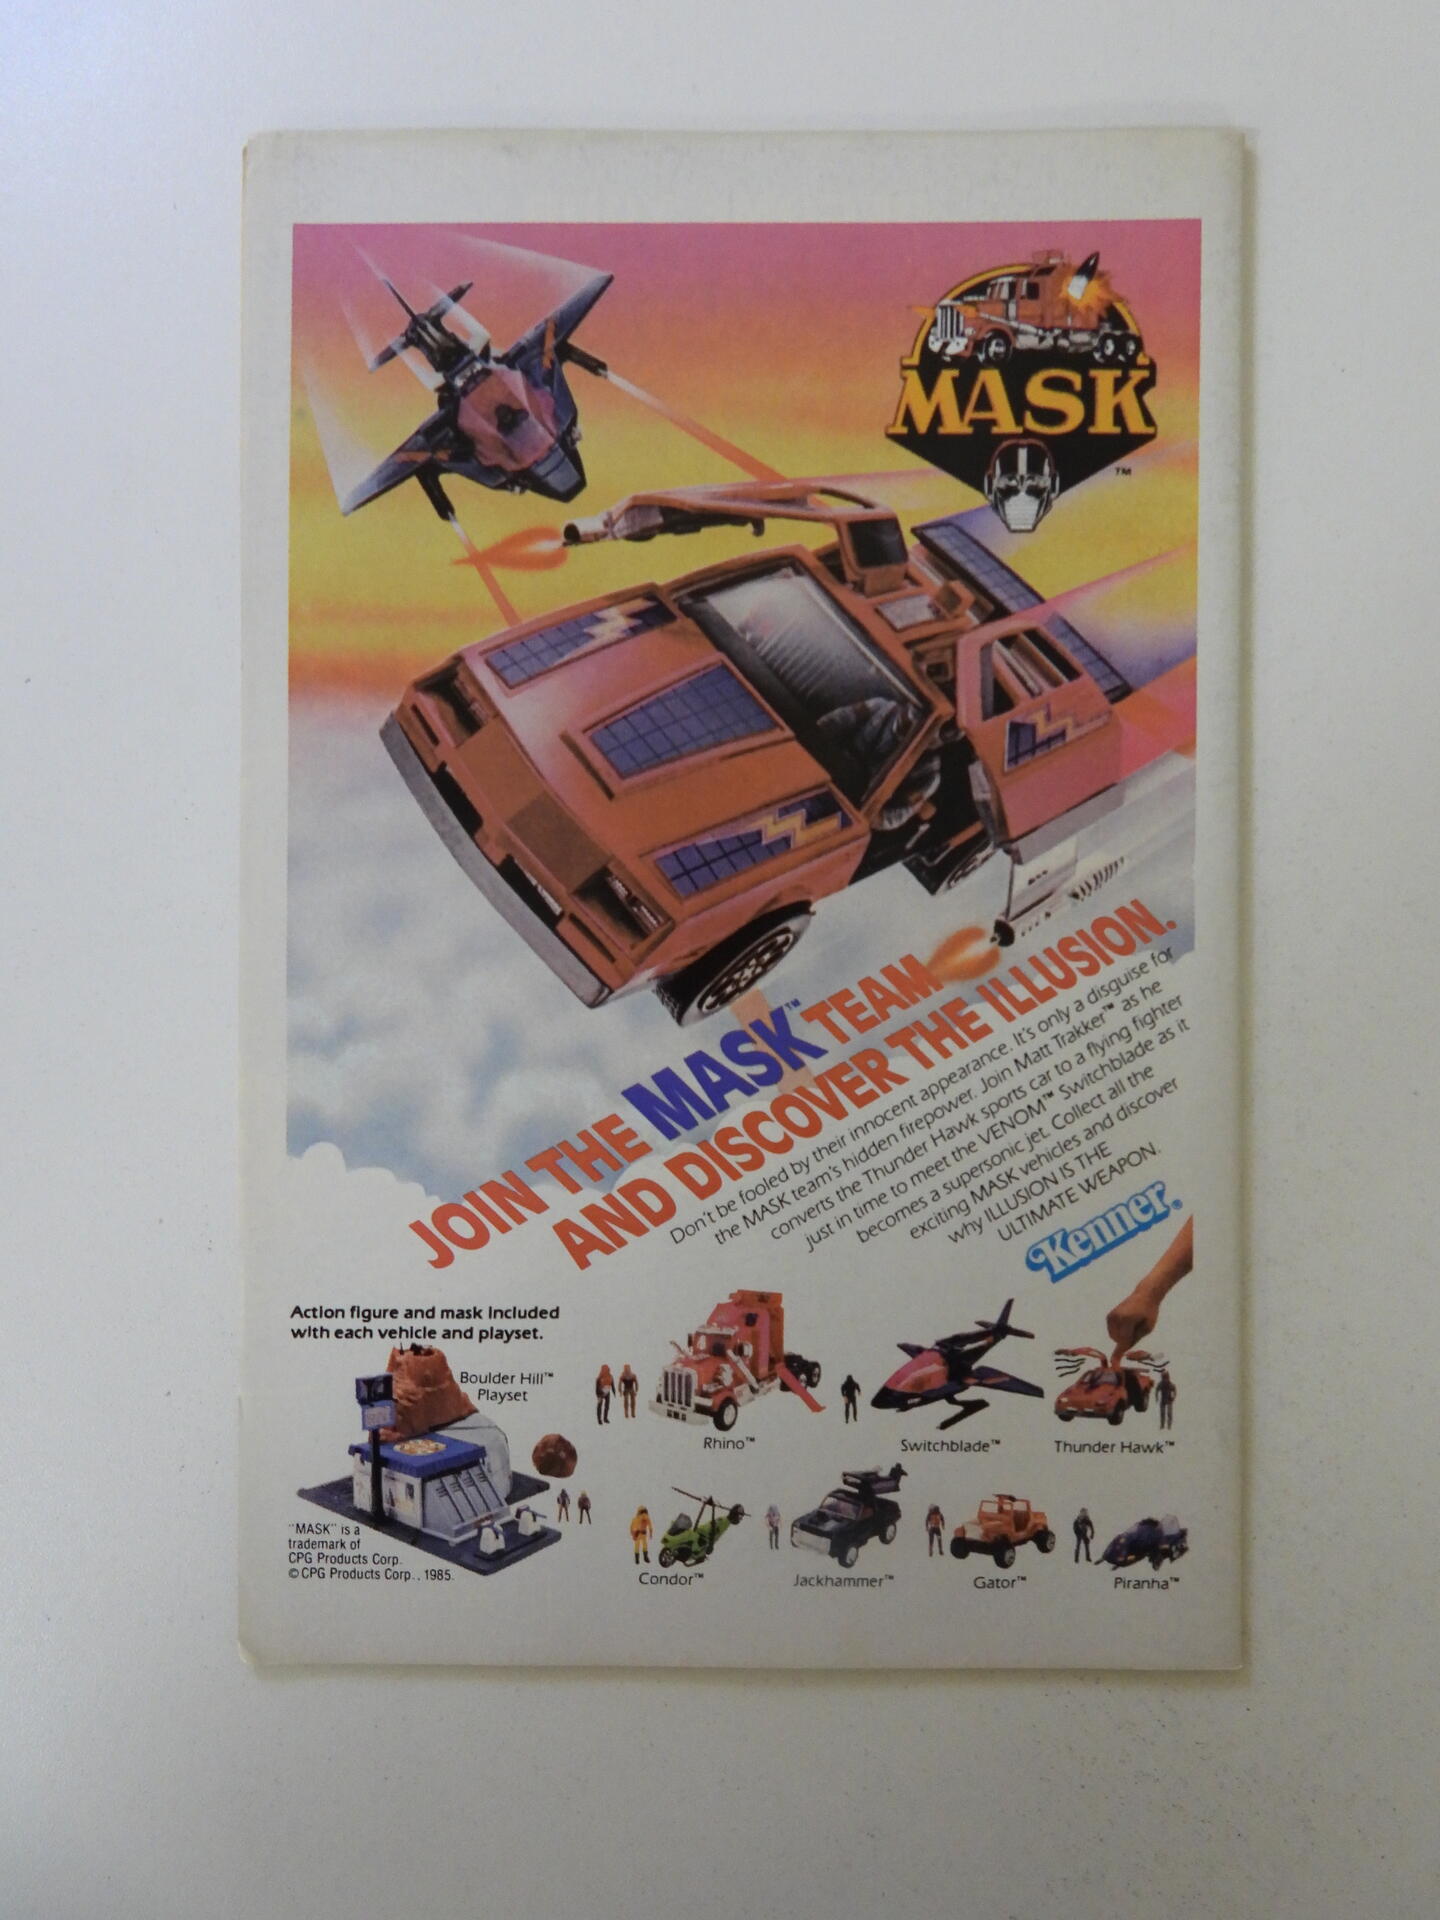 MASK
™
JOIN THE MASK™ TEAM
AND DISCOVER THE ILLUSION.
Don't be fooled by their innocent appearance. It's only a disguise for
the MASK team's hidden firepower. Join Matt Trakker™ as he
converts the Thunder Hawk sports car to a flying fighter
just in time to meet the VENOM™ Switchblade as it
becomes a supersonic jet. Collect all the
exciting MASK vehicles and discover
why ILLUSION IS THE
ULTIMATE WEAPON.
Kenner®
Action figure and mask included
with each vehicle and playset.
Boulder Hill™
Playset
Rhino™
Switchblade™
Thunder Hawk™
"MASK" is a
trademark of
CPG Products Corp.
© CPG Products Corp., 1985.
Condor™
Jackhammer™
Gator™
Piranha™